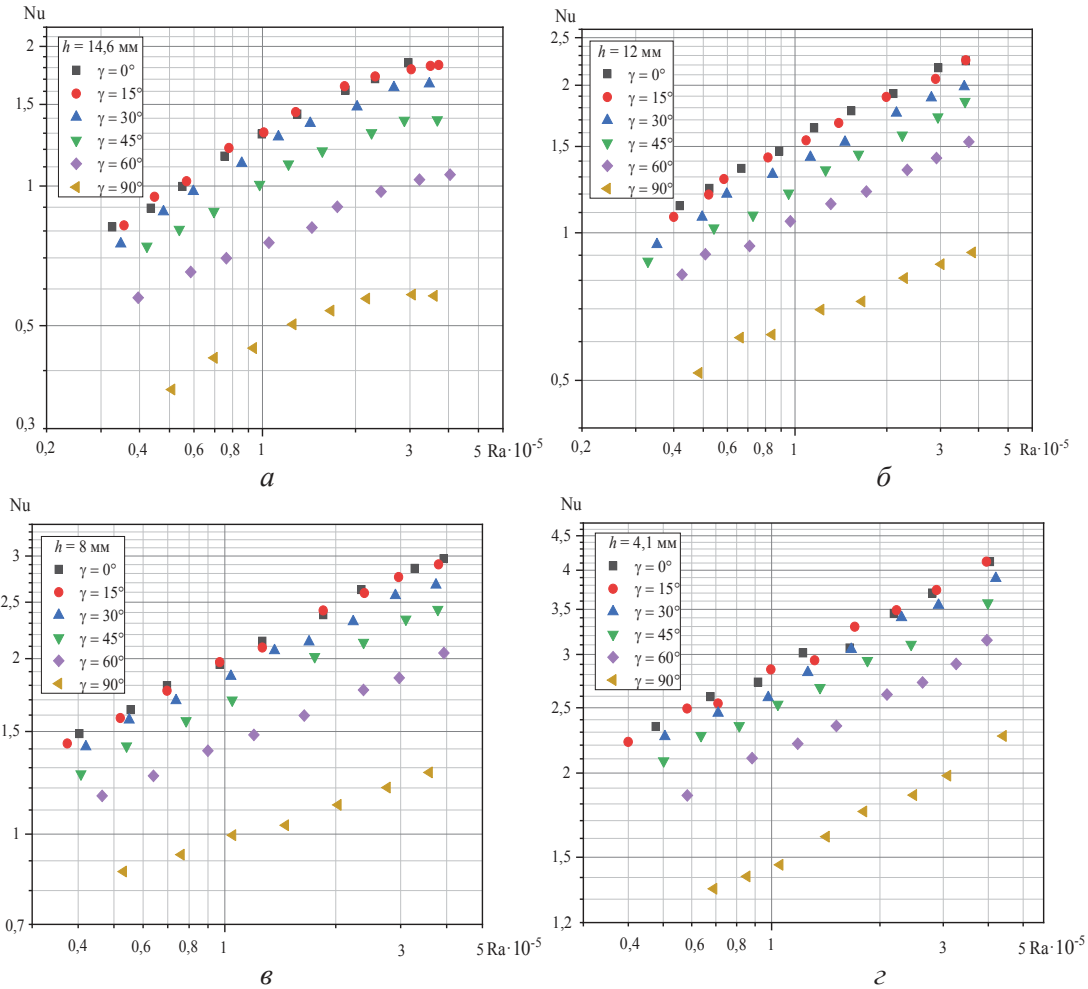 Nu
h = 14,6 мм
γ = 0°
γ = 15°
γ = 30°
γ = 45°
γ = 60°
γ = 90°
2
1,5
1
0,5
0,3
0,2
0,4
0,6
0,8
1
3
5 Ra·10⁻⁵
а
Nu
h = 12 мм
γ = 0°
γ = 15°
γ = 30°
γ = 45°
γ = 60°
γ = 90°
2,5
2
1,5
1
0,5
0,2
0,4
0,6
0,8
1
3
5 Ra·10⁻⁵
б
Nu
h = 8 мм
γ = 0°
γ = 15°
γ = 30°
γ = 45°
γ = 60°
γ = 90°
3
2,5
2
1,5
1
0,7
0,4
0,6
0,8
1
3
5 Ra·10⁻⁵
в
Nu
h = 4,1 мм
γ = 0°
γ = 15°
γ = 30°
γ = 45°
γ = 60°
γ = 90°
4,5
4
3,5
3
2,5
2
1,5
1,2
0,4
0,6
0,8
1
3
5 Ra·10⁻⁵
г